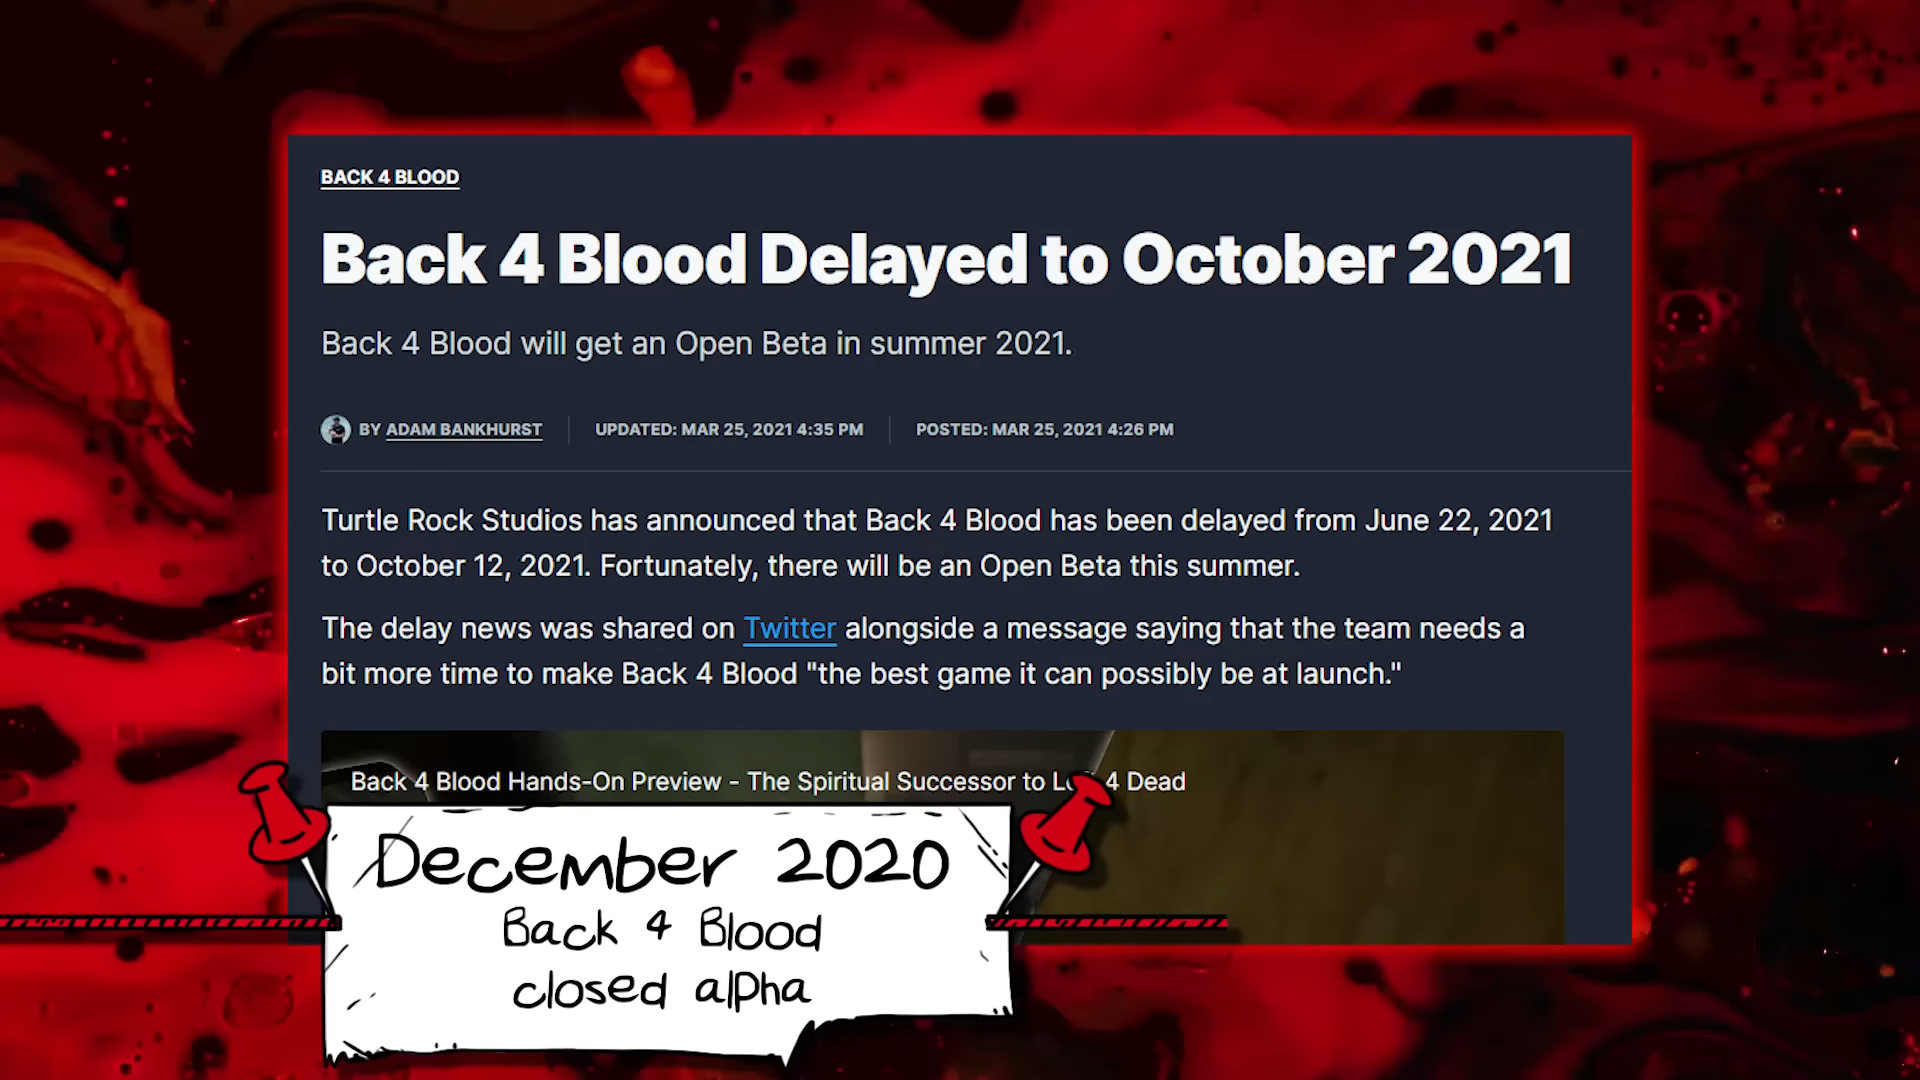 BACK 4 BLOOD
Back 4 Blood Delayed to October 2021
Back 4 Blood will get an Open Beta in summer 2021.
BY ADAM BANKHURST UPDATED: MAR 25, 2021 4:35 PM POSTED: MAR 25, 2021 4:26 PM
Turtle Rock Studios has announced that Back 4 Blood has been delayed from June 22, 2021
to October 12, 2021. Fortunately, there will be an Open Beta this summer.
The delay news was shared on Twitter alongside a message saying that the team needs a
bit more time to make Back 4 Blood "the best game it can possibly be at launch."
Back 4 Blood Hands-On Preview - The Spiritual Successor to 4 Dead
December 2020
Back 4 Blood
closed alpha